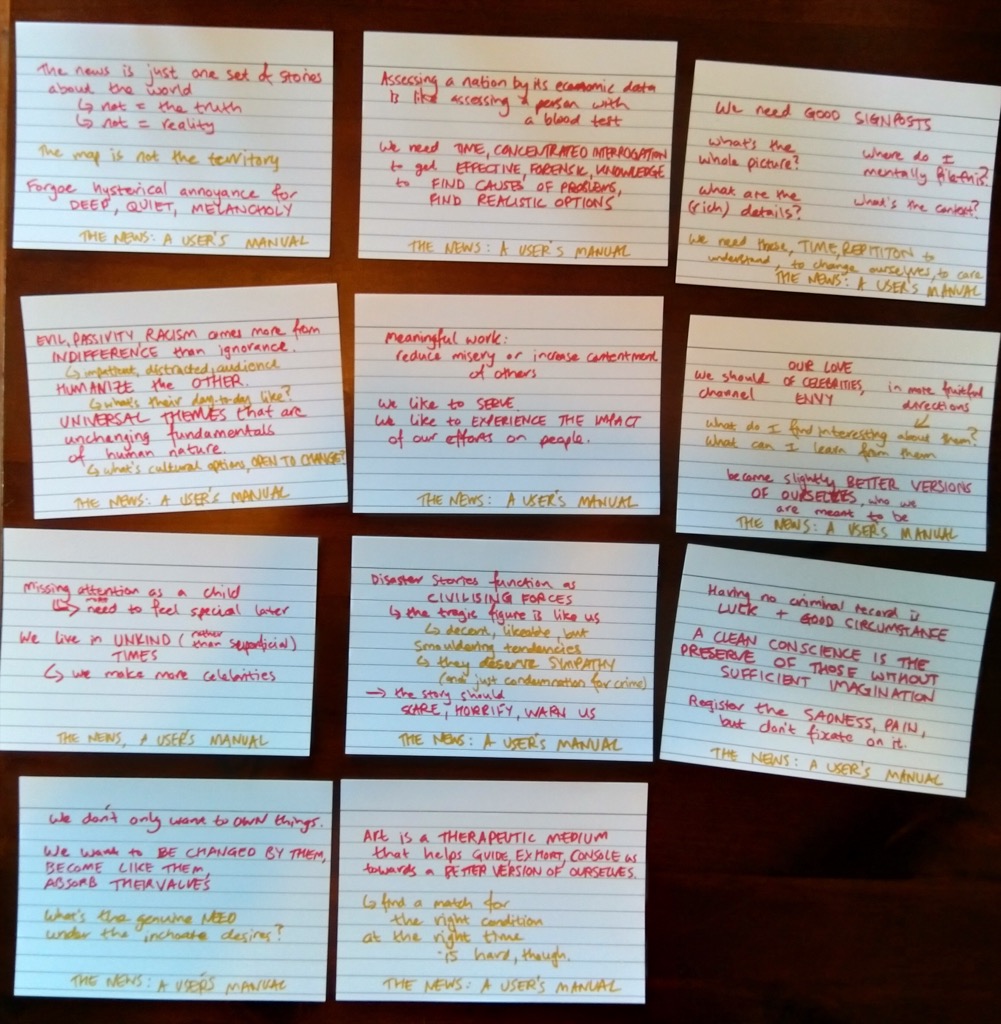 The news is just one set of stories
about the world
↳ not = the truth
↳ not = reality
The map is not the territory
Forgoe hysterical annoyance for
DEEP, QUIET, MELANCHOLY
THE NEWS: A USER'S MANUAL
Assessing a nation by its economic data
is like assessing a person with
a blood test
We need TIME, CONCENTRATED INTERROGATION
to get EFFECTIVE, FORENSIC, KNOWLEDGE
to FIND CAUSES OF PROBLEMS,
FIND REALISTIC OPTIONS
THE NEWS: A USER'S MANUAL
We need GOOD SIGNPOSTS
What's the
whole picture?
Where do I
mentally file this?
What are the
(rich) details?
What's the context?
We need these, TIME, REPITITON to
understand, to change ourselves, to care
THE NEWS: A USER'S MANUAL
EVIL, PASSIVITY RACISM comes more from
INDIFFERENCE than ignorance.
↳ impatient, distracted, audience
HUMANIZE the OTHER.
↳ what's their day-to-day like?
UNIVERSAL THEMES that are
unchanging fundamentals
of human nature.
↳ what's cultural options, OPEN TO CHANGE?
THE NEWS: A USER'S MANUAL
Meaningful work:
reduce misery or increase contentment
of others
We like to SERVE.
We like to EXPERIENCE THE IMPACT
of our efforts on people.
THE NEWS: A USER'S MANUAL
We should channel
OUR LOVE
OF CELEBRITIES,
ENVY
in more fruitful
directions
What do I find interesting about them?
What can I learn from them
become slightly BETTER VERSIONS
OF OURSELVES, who we
are meant to be
THE NEWS: A USER'S MANUAL
Missing attention as a child
↳ need to feel special later
We live in UNKIND (rather
than superficial)
TIMES
↳ we make more celebrities
THE NEWS, A USER'S MANUAL
Disaster stories function as
CIVILISING FORCES
↳ the tragic figure is like us
↳ decent, likeable, but
smouldering tendencies
↳ they deserve SYMPATHY
(and just condemnation for crime)
→ the story should
SCARE, HORRIFY, WARN US
THE NEWS: A USER'S MANUAL
Having no criminal record is
LUCK + GOOD CIRCUMSTANCE
A CLEAN CONSCIENCE IS THE
PRESERVE OF THOSE WITHOUT
SUFFICIENT IMAGINATION
Register the SADNESS, PAIN,
but don't fixate on it.
THE NEWS: A USER'S MANUAL
We don't only want to OWN things.
We want to BE CHANGED BY THEM,
BECOME LIKE THEM,
ABSORB THEIR VALUES
What's the genuine NEED
under the inchoate desires?
THE NEWS: A USER'S MANUAL
Art is a THERAPEUTIC MEDIUM
that helps GUIDE, EXHORT, CONSOLE us
towards a BETTER VERSION OF OURSELVES.
↳ find a match for
the right condition
at the right time
is hard, though.
THE NEWS: A USER'S MANUAL